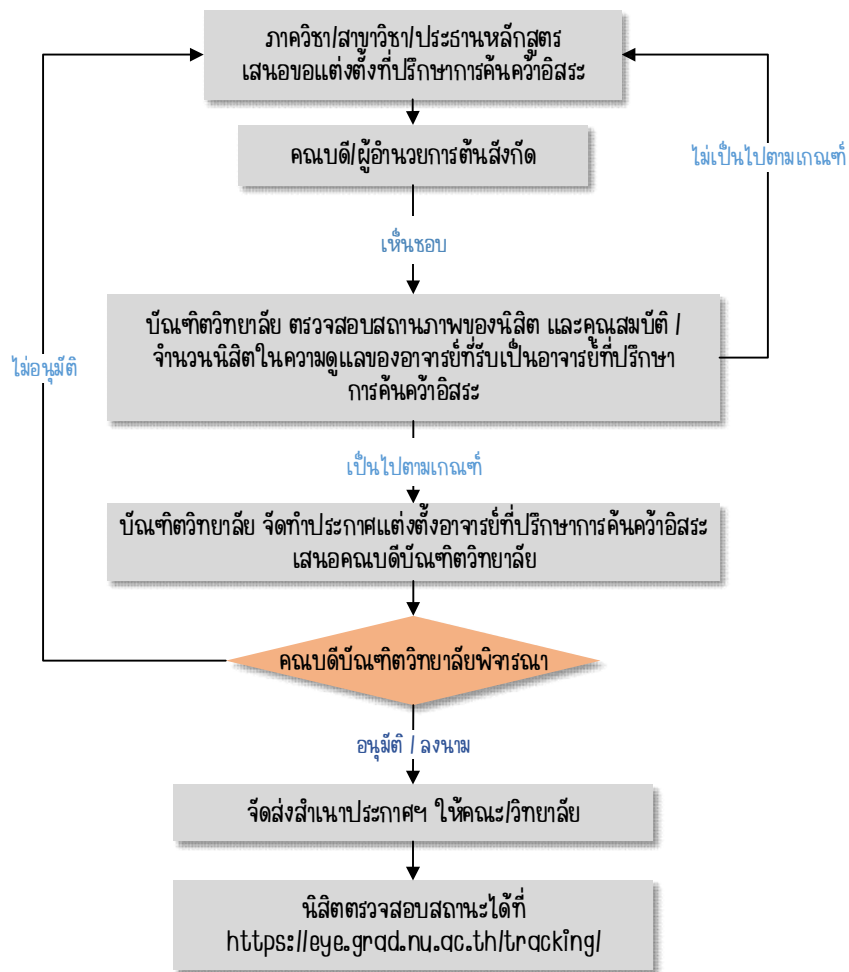 ภาควิชา/สาขาวิชา/ประธานหลักสูตร
เสนอขอแต่งตั้งที่ปรึกษาการค้นคว้าอิสระ
คณบดี/ผู้อำนวยการต้นสังกัด
ไม่เป็นไปตามเกณฑ์
เห็นชอบ
บัณฑิตวิทยาลัย ตรวจสอบสถานภาพของนิสิต และคุณสมบัติ /
จำนวนนิสิตในความดูแลของอาจารย์ที่รับเป็นอาจารย์ที่ปรึกษา
การค้นคว้าอิสระ
ไม่อนุมัติ
เป็นไปตามเกณฑ์
บัณฑิตวิทยาลัย จัดทำประกาศแต่งตั้งอาจารย์ที่ปรึกษาการค้นคว้าอิสระ
เสนอคณบดีบัณฑิตวิทยาลัย
คณบดีบัณฑิตวิทยาลัยพิจารณา
อนุมัติ / ลงนาม
จัดส่งสำเนาประกาศฯ ให้คณะ/วิทยาลัย
นิสิตตรวจสอบสถานะได้ที่
https://eye.grad.nu.ac.th/tracking/